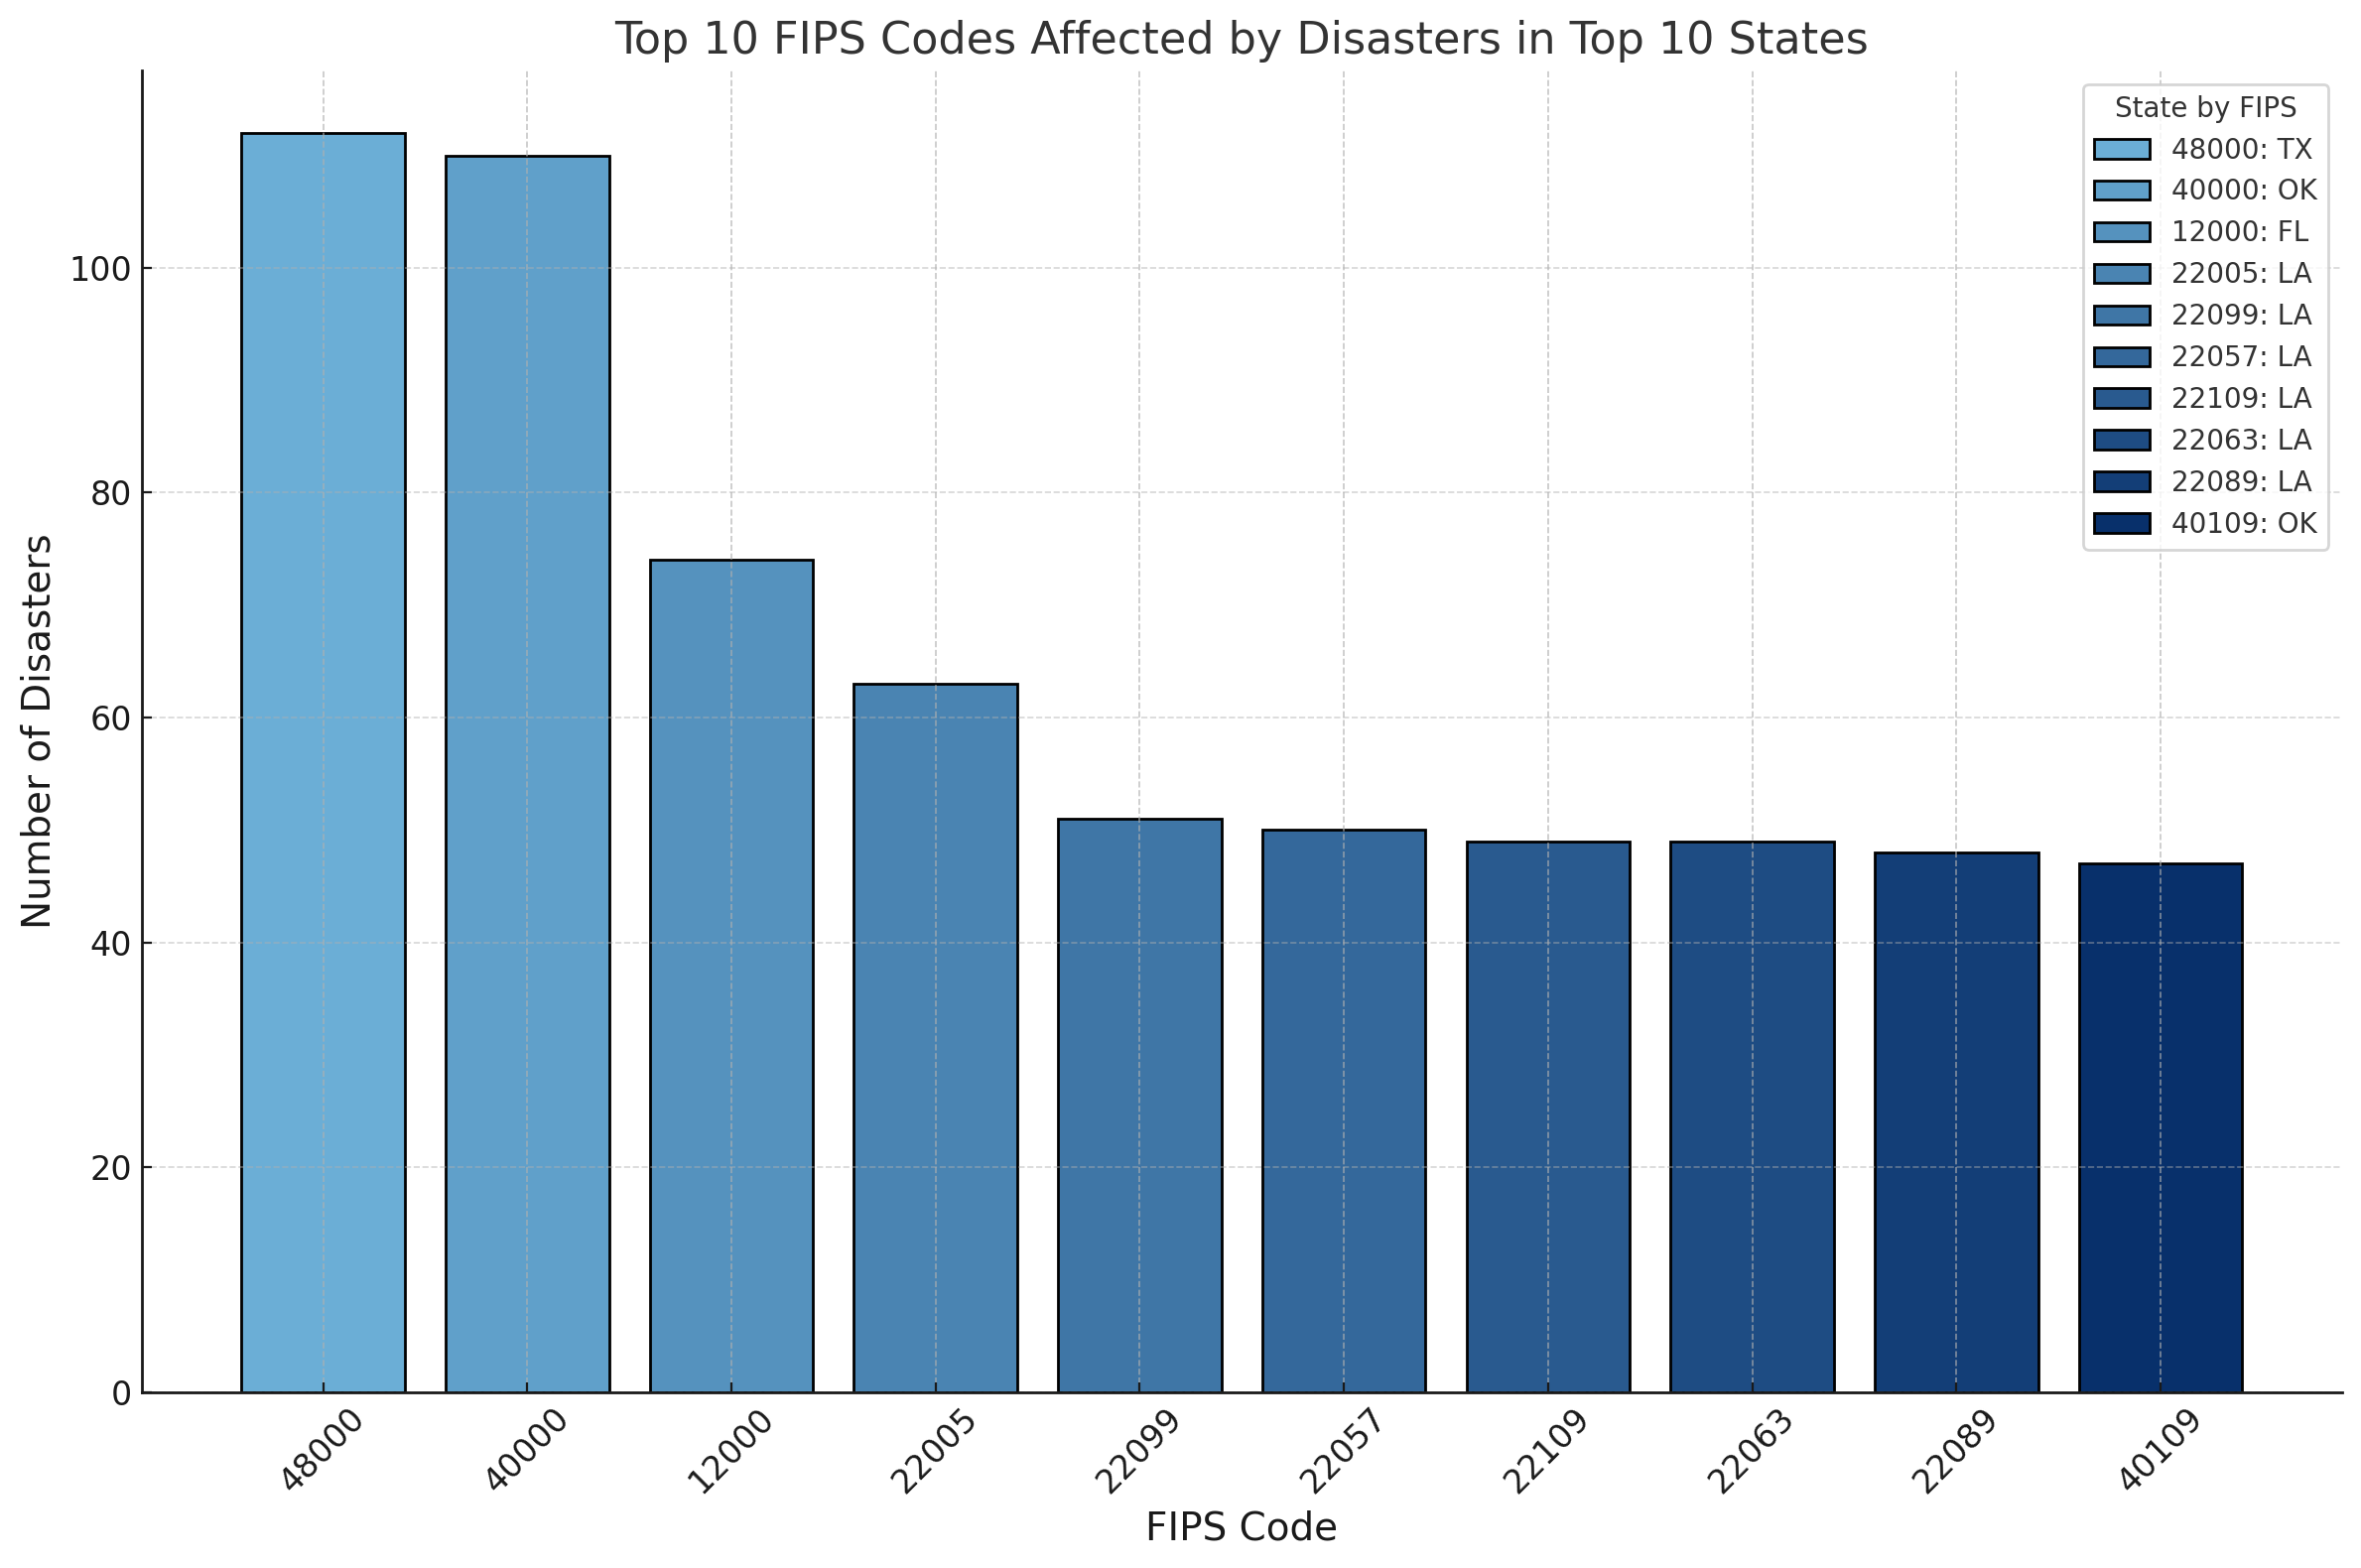 Top 10 FIPS Codes Affected by Disasters in Top 10 States
State by FIPS
48000: TX
40000: OK
12000: FL
22005: LA
22099: LA
22057: LA
22109: LA
22063: LA
22089: LA
40109: OK
Number of Disasters
100
80
60
40
20
0
48000
40000
12000
22005
22099
22057
22109
22063
22089
40109
FIPS Code